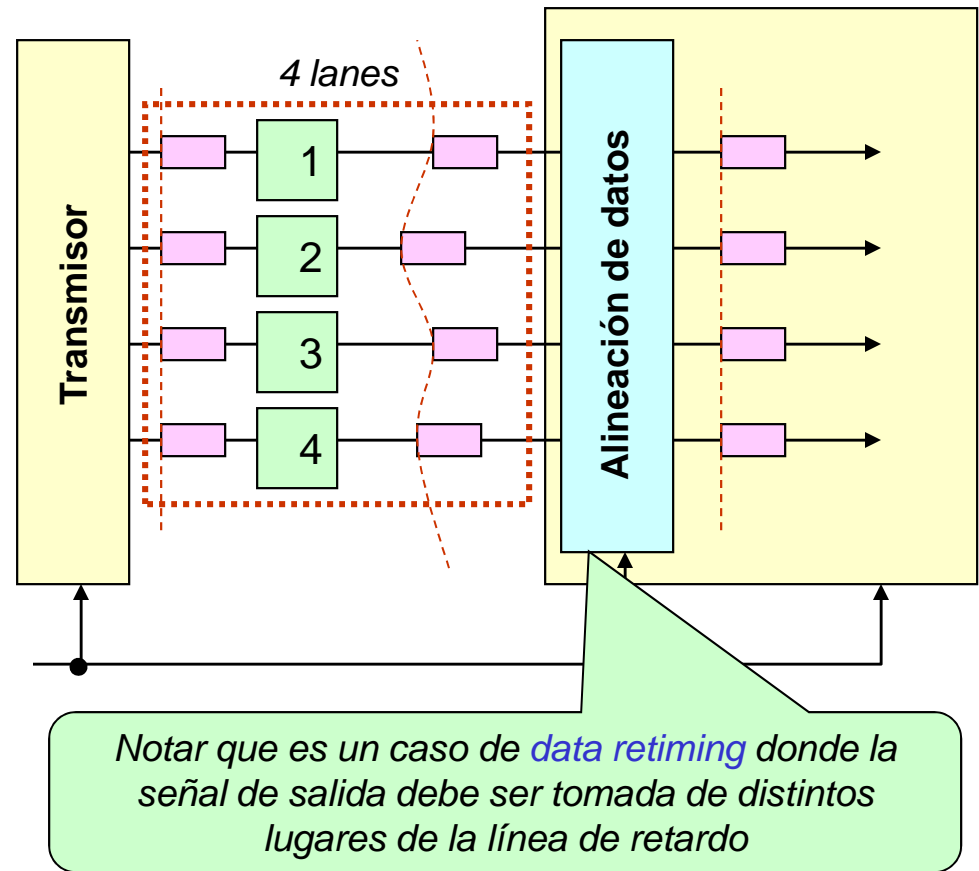 4 lanes
Transmisor
1
2
3
4
Alineación de datos
Notar que es un caso de data retiming donde la
señal de salida debe ser tomada de distintos
lugares de la línea de retardo